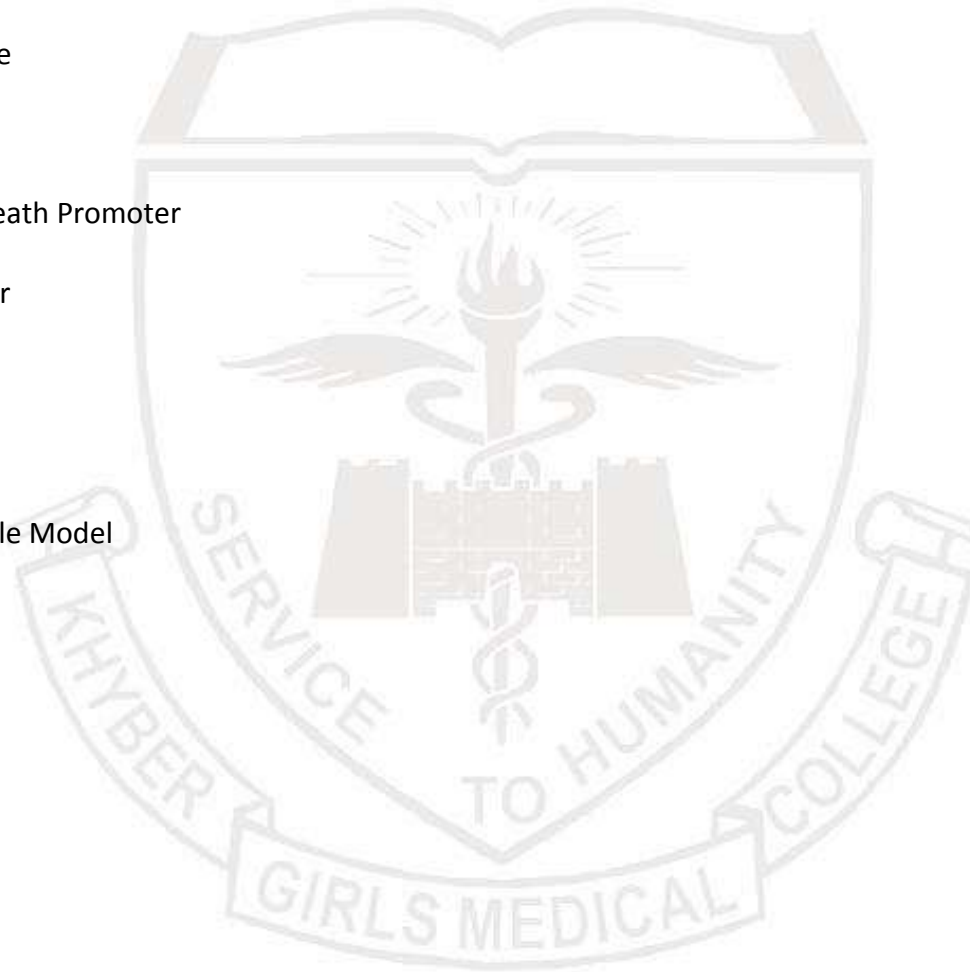 e
eath Promoter
r
le Model
SERVICE
TO
HUMANITY
KHYBER
GIRLS MEDICAL
COLLEGE